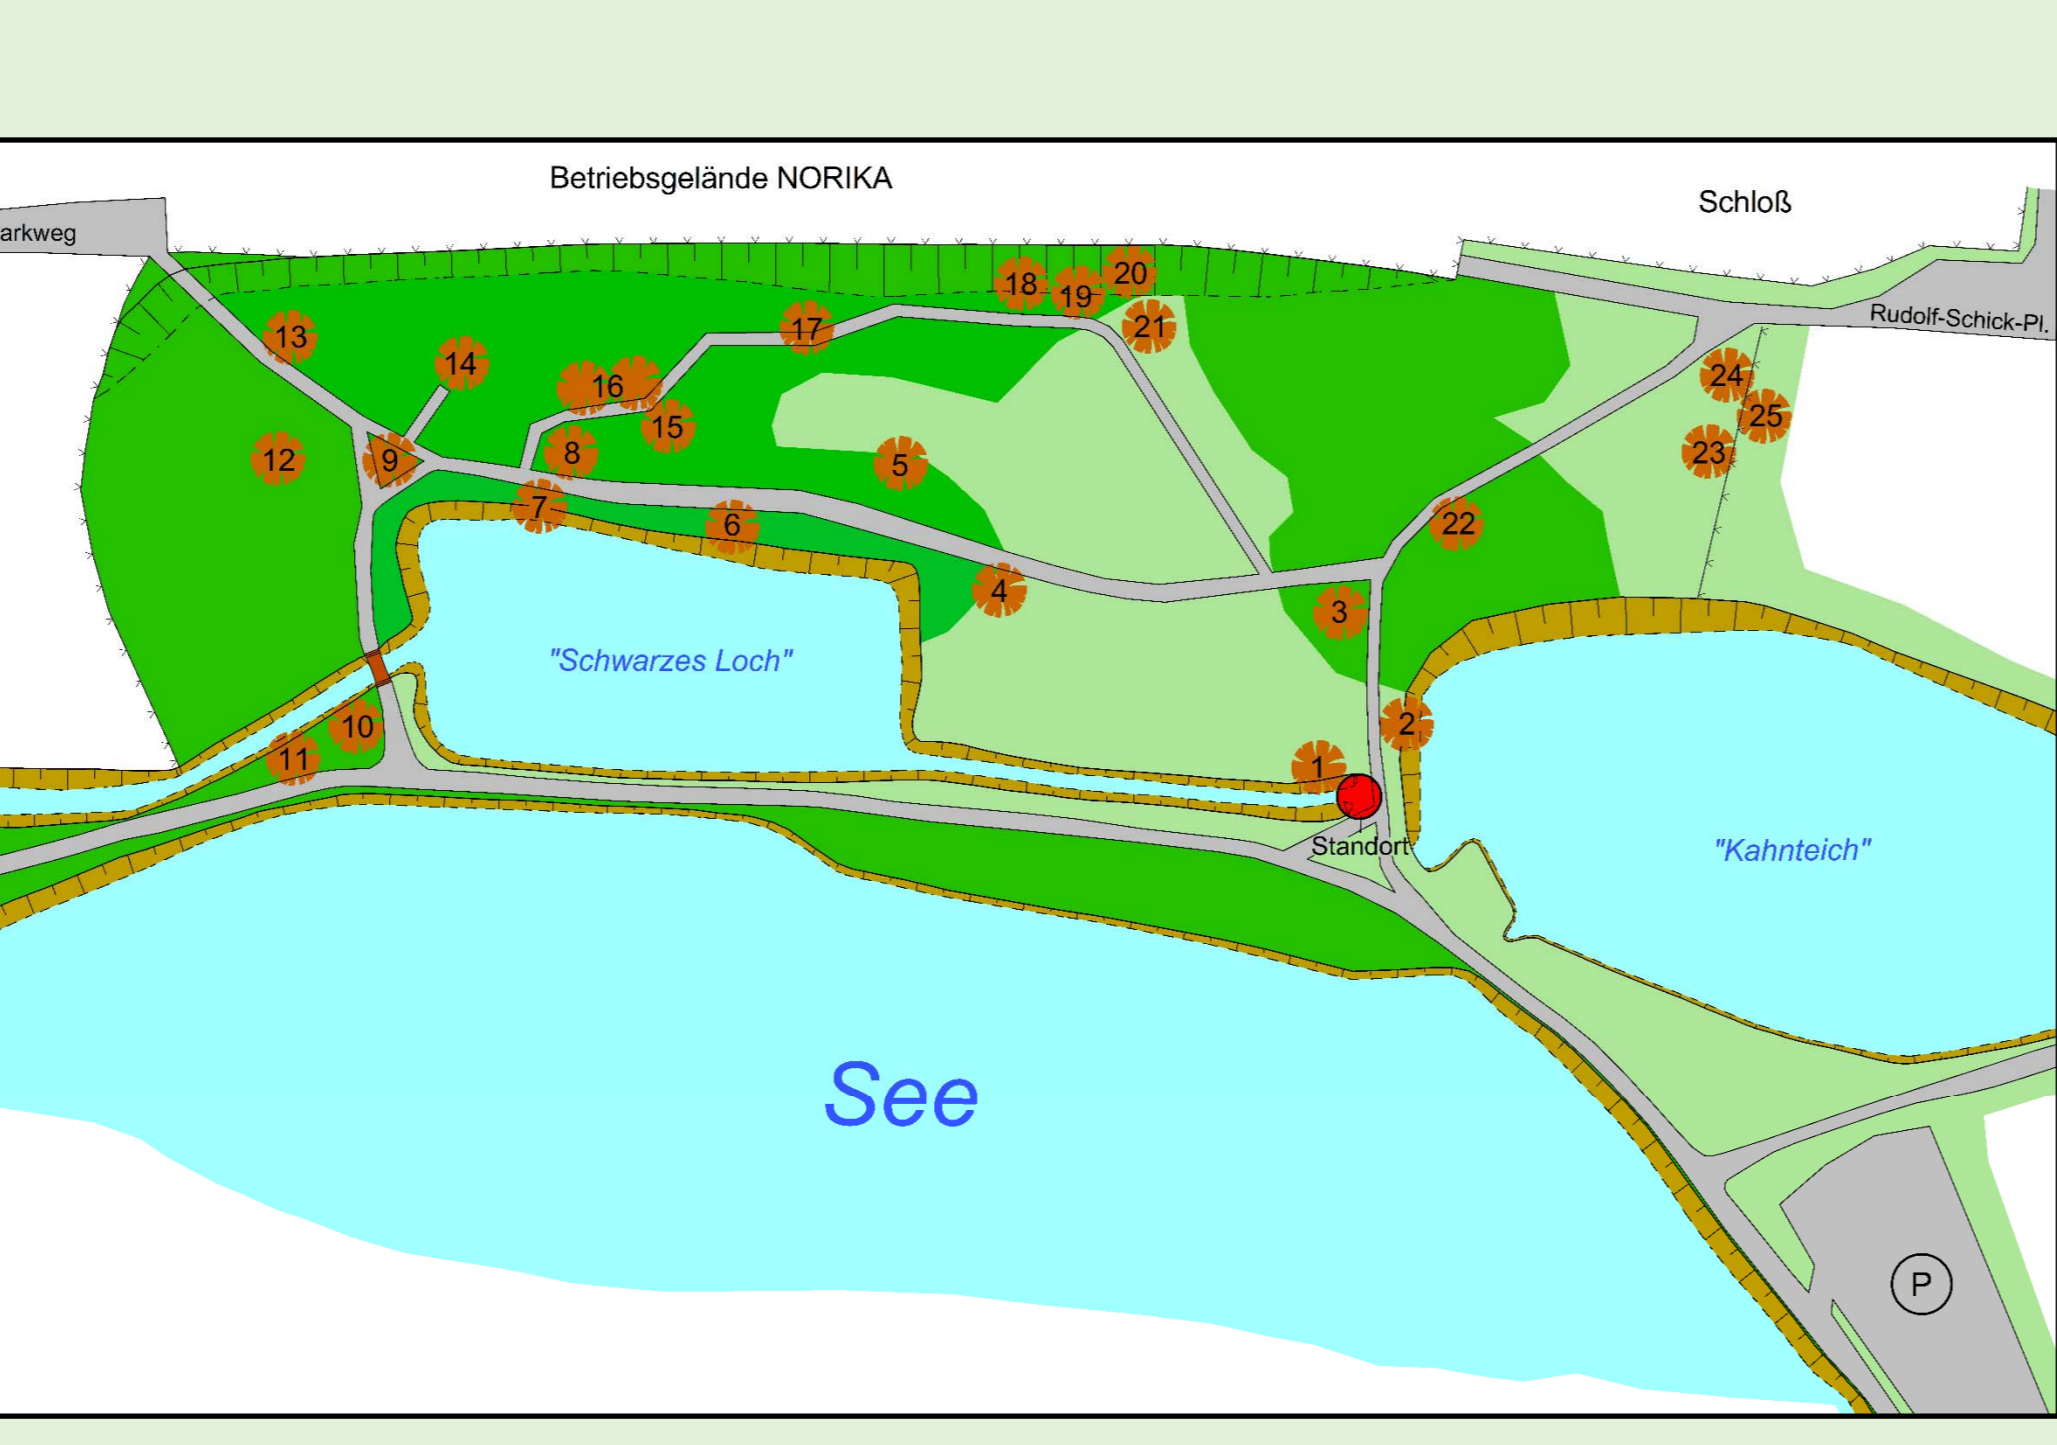 Betriebsgelände NORIKA
Schloß
arkweg
Rudolf-Schick-Pl.
20
18
19
21
17
13
14
24
16
25
15
8
12
9
5
23
7
6
22
4
3
"Schwarzes Loch"
10
2
11
1
Standort
"Kahnteich"
See
P